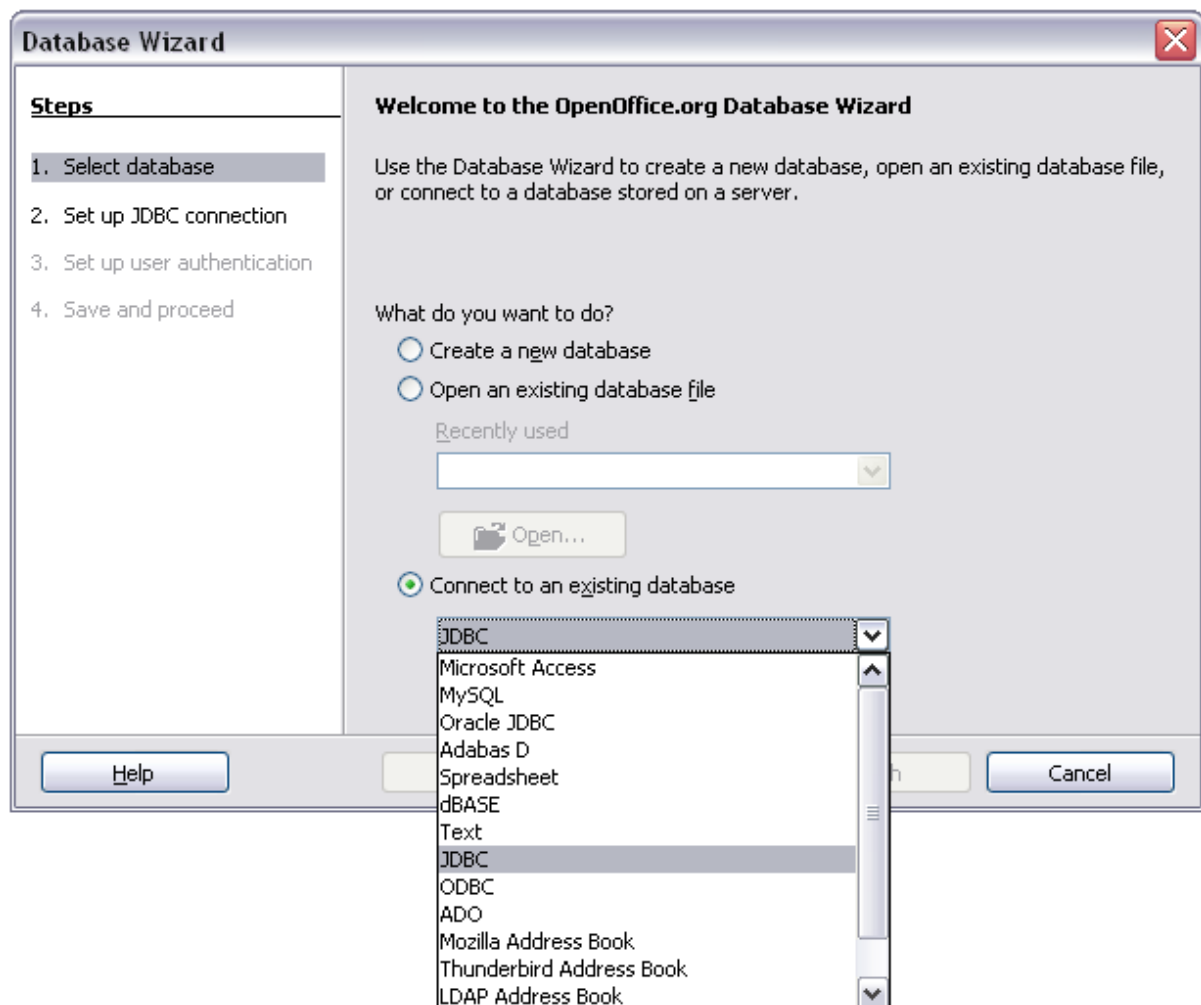 Database Wizard
Steps
1. Select database
2. Set up JDBC connection
3. Set up user authentication
4. Save and proceed
Welcome to the OpenOffice.org Database Wizard
Use the Database Wizard to create a new database, open an existing database file,
or connect to a database stored on a server.
What do you want to do?
Create a new database
Open an existing database file
Recently used
Open...
Connect to an existing database
JDBC
Microsoft Access
MySQL
Oracle JDBC
Adabas D
Spreadsheet
dBASE
Text
JDBC
ODBC
ADO
Mozilla Address Book
Thunderbird Address Book
LDAP Address Book
Help
h
Cancel